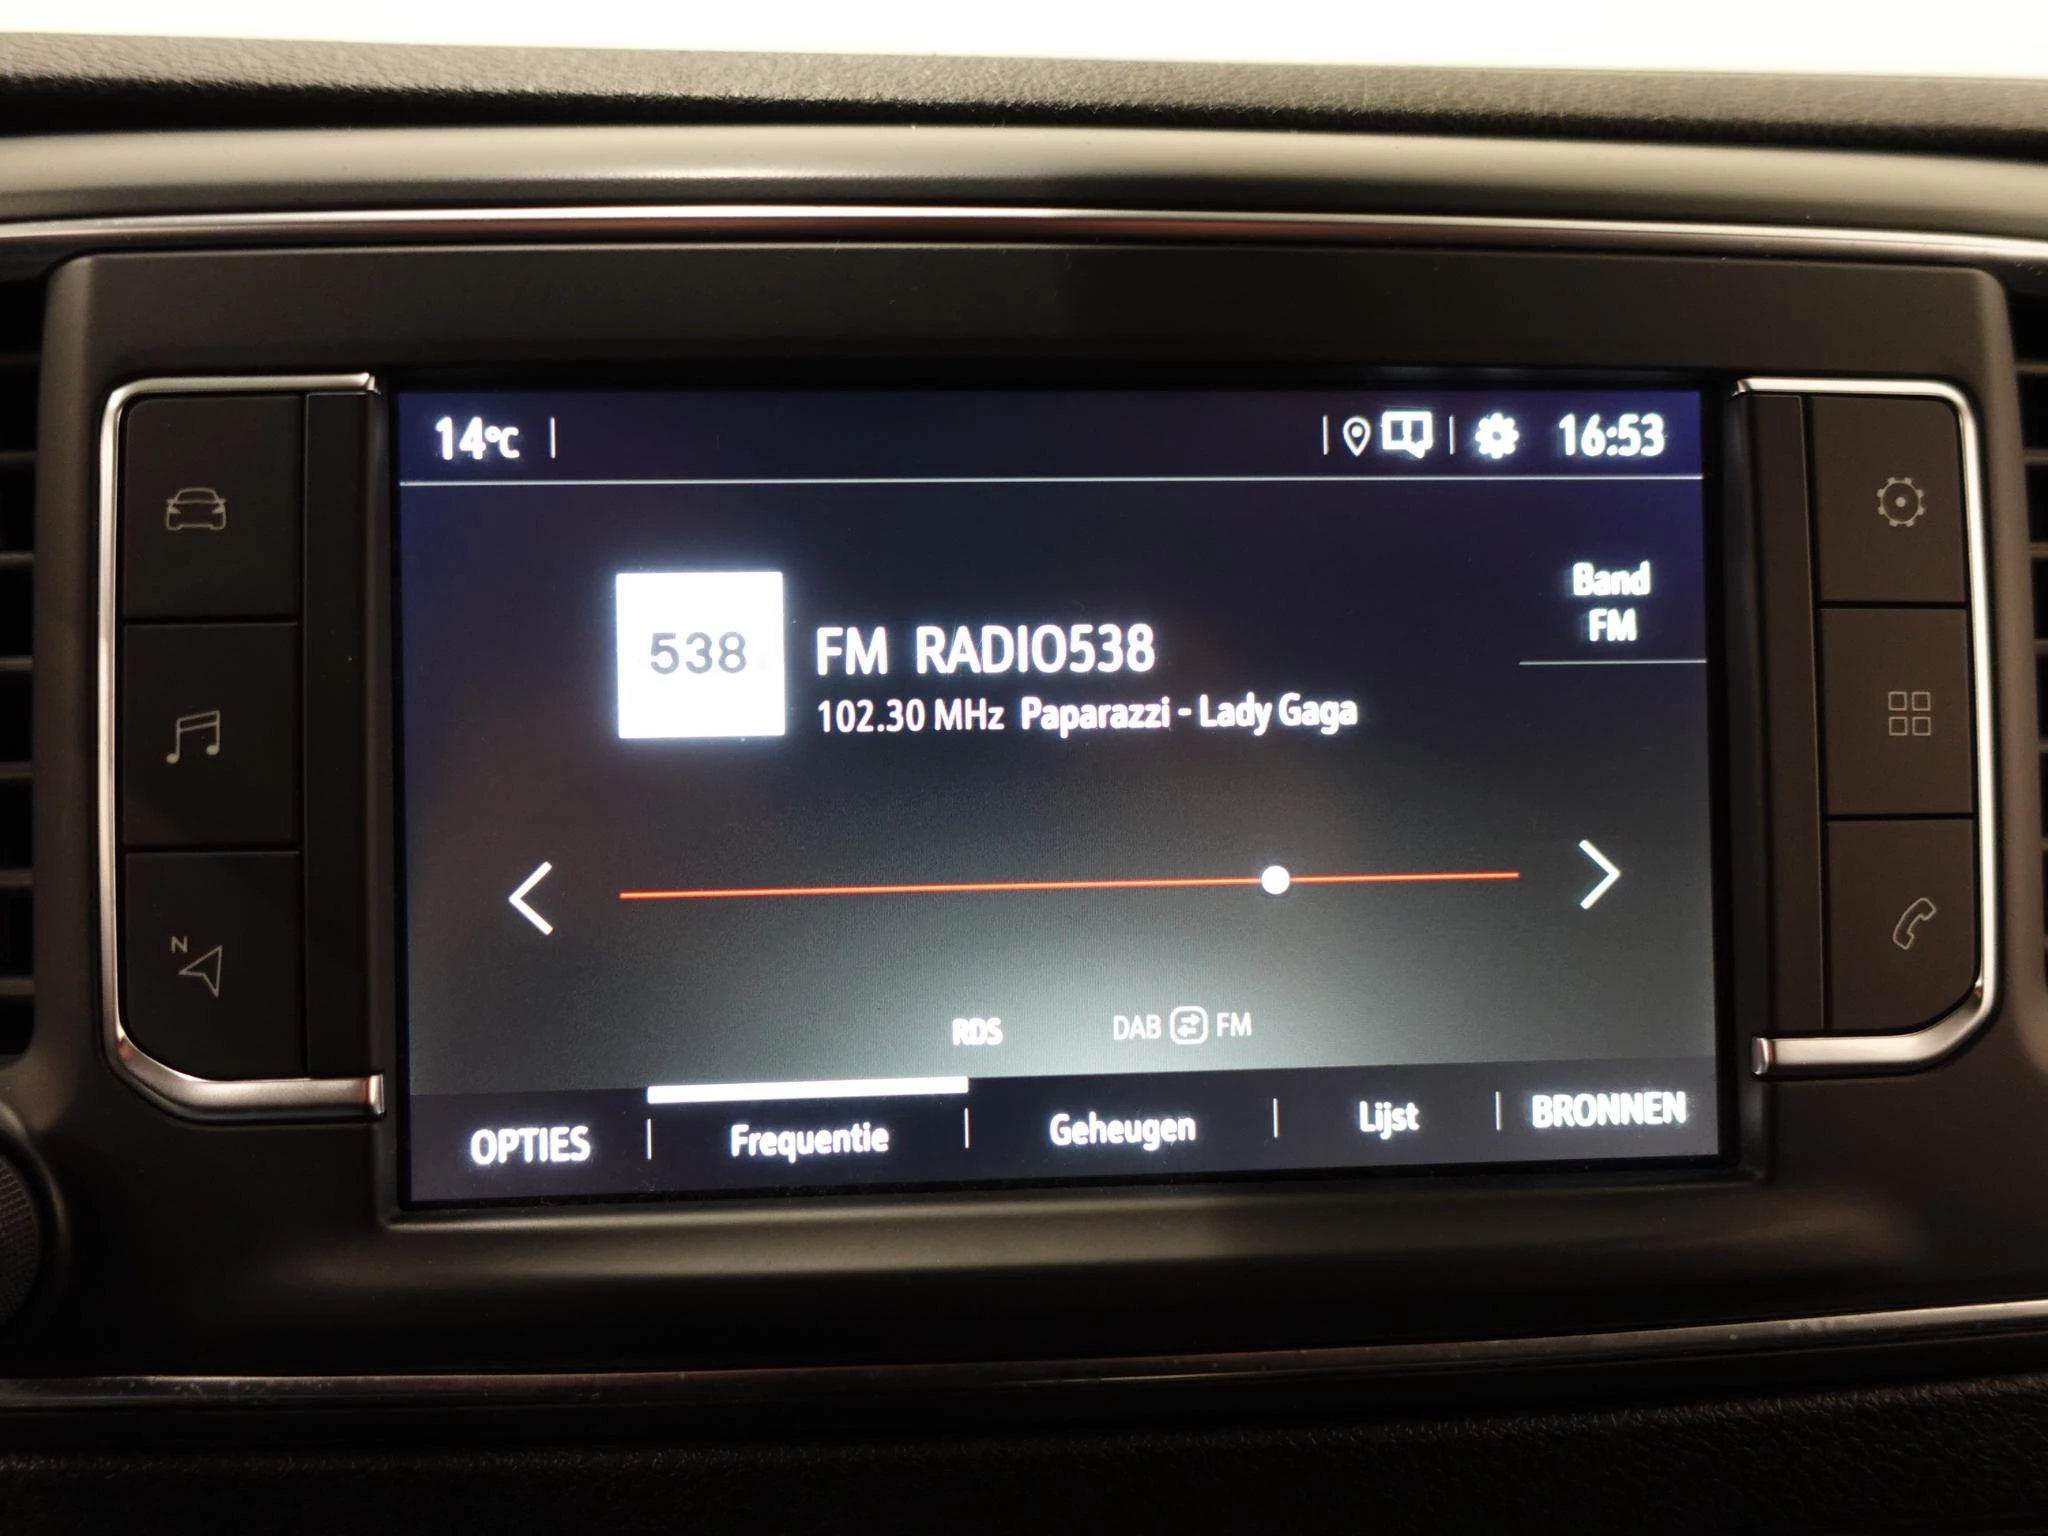 14°C
16:53
Band
FM
538
FM RADIO538
102.30 MHz Paparazzi - Lady Gaga
N
RDS
DAB FM
OPTIES
Frequentie
Geheugen
Lijst
BRONNEN